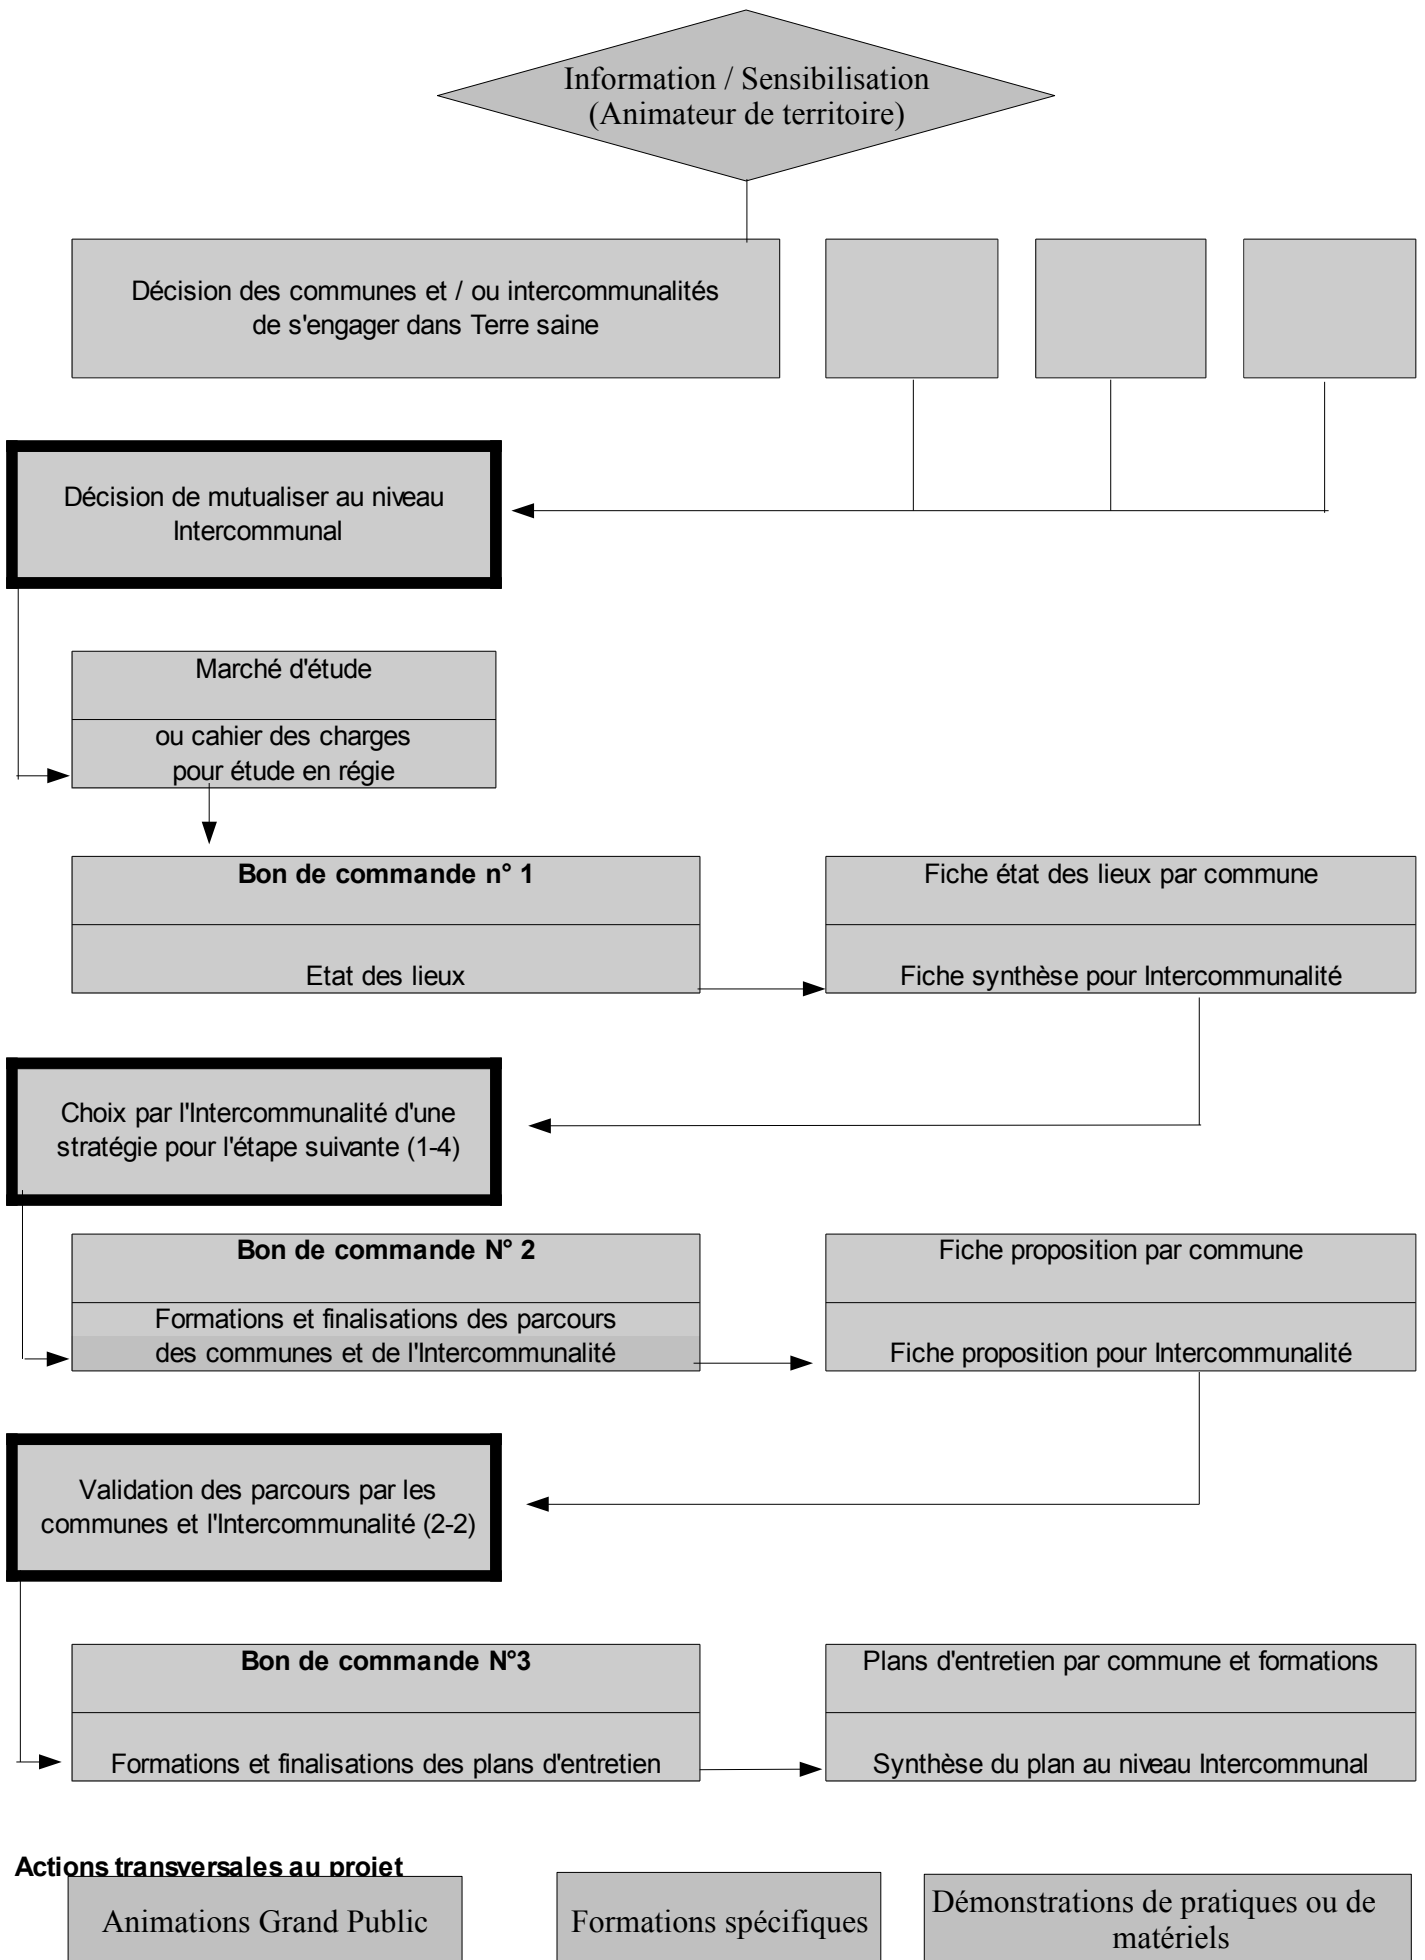 Information / Sensibilisation
(Animateur de territoire)
Décision des communes et / ou intercommunalités
de s'engager dans Terre saine
Décision de mutualiser au niveau
Intercommunal
Marché d'étude
ou cahier des charges
pour étude en régie
Bon de commande n° 1
Etat des lieux
Fiche état des lieux par commune
Fiche synthèse pour Intercommunalité
Choix par l'Intercommunalité d'une
stratégie pour l'étape suivante (1-4)
Bon de commande N° 2
Formations et finalisations des parcours
des communes et de l'Intercommunalité
Fiche proposition par commune
Fiche proposition pour Intercommunalité
Validation des parcours par les
communes et l'Intercommunalité (2-2)
Bon de commande N°3
Formations et finalisations des plans d'entretien
Plans d'entretien par commune et formations
Synthèse du plan au niveau Intercommunal
Actions transversales au projet
Animations Grand Public
Formations spécifiques
Démonstrations de pratiques ou de
matériels